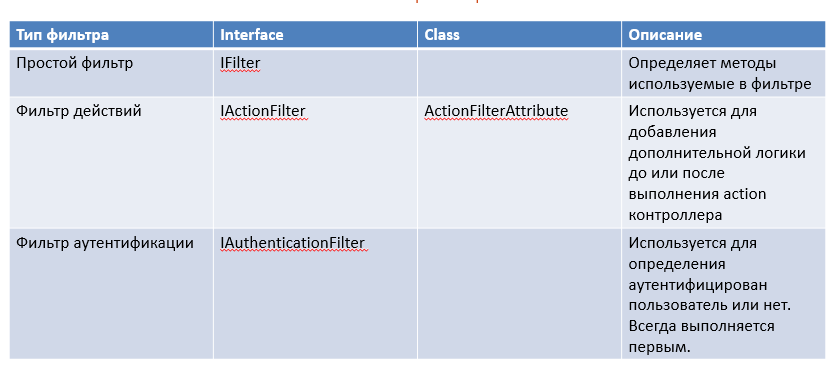 Тип фильтра Interface Class Описание
Простой фильтр IFilter Определяет методы
используемые в фильтре
Фильтр действий IActionFilter ActionFilterAttribute Используется для
добавления
дополнительной логики
до или после
выполнения action
контроллера
Фильтр аутентификации IAuthenticationFilter Используется для
определения
аутентифицирован
пользователь или нет.
Всегда выполняется
первым.